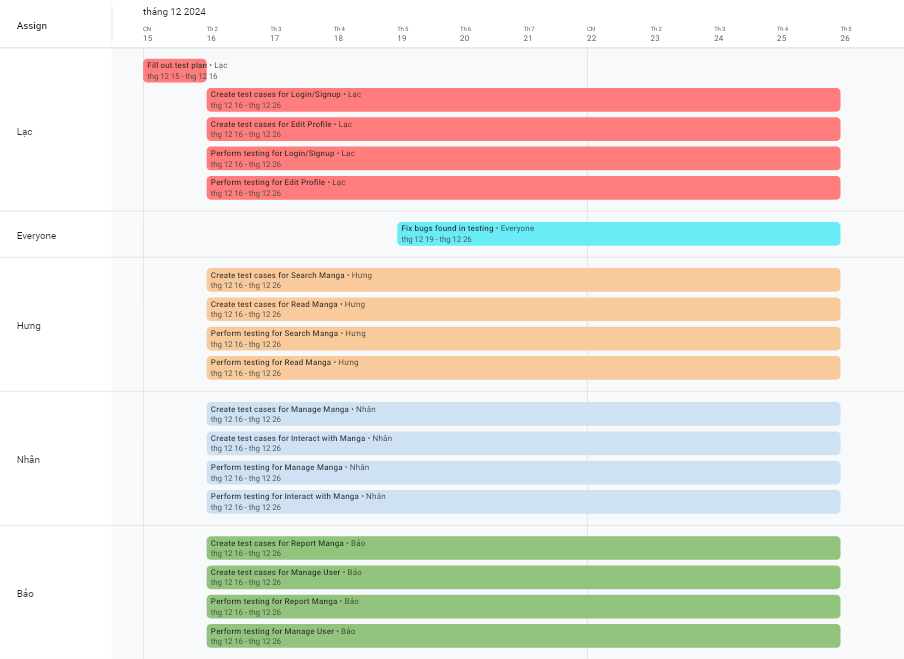 Assign
tháng 12 2024
CN Th 2 Th 3 Th 4 Th 5 Th 6 Th 7 CN Th 2 Th 3 Th 4 Th 5
15 16 17 18 19 20 21 22 23 24 25 26
Lạc
Fill out test plan • Lạc
thg 12 15 - thg 12 16
Create test cases for Login/Signup • Lạc
thg 12 16 - thg 12 26
Create test cases for Edit Profile • Lạc
thg 12 16 - thg 12 26
Perform testing for Login/Signup • Lạc
thg 12 16 - thg 12 26
Perform testing for Edit Profile • Lạc
thg 12 16 - thg 12 26
Everyone
Fix bugs found in testing • Everyone
thg 12 19 - thg 12 26
Hưng
Create test cases for Search Manga • Hưng
thg 12 16 - thg 12 26
Create test cases for Read Manga • Hưng
thg 12 16 - thg 12 26
Perform testing for Search Manga • Hưng
thg 12 16 - thg 12 26
Perform testing for Read Manga • Hưng
thg 12 16 - thg 12 26
Nhân
Create test cases for Manage Manga • Nhân
thg 12 16 - thg 12 26
Create test cases for Interact with Manga • Nhân
thg 12 16 - thg 12 26
Perform testing for Manage Manga • Nhân
thg 12 16 - thg 12 26
Perform testing for Interact with Manga • Nhân
thg 12 16 - thg 12 26
Bảo
Create test cases for Report Manga • Bảo
thg 12 16 - thg 12 26
Create test cases for Manage User • Bảo
thg 12 16 - thg 12 26
Perform testing for Report Manga • Bảo
thg 12 16 - thg 12 26
Perform testing for Manage User • Bảo
thg 12 16 - thg 12 26